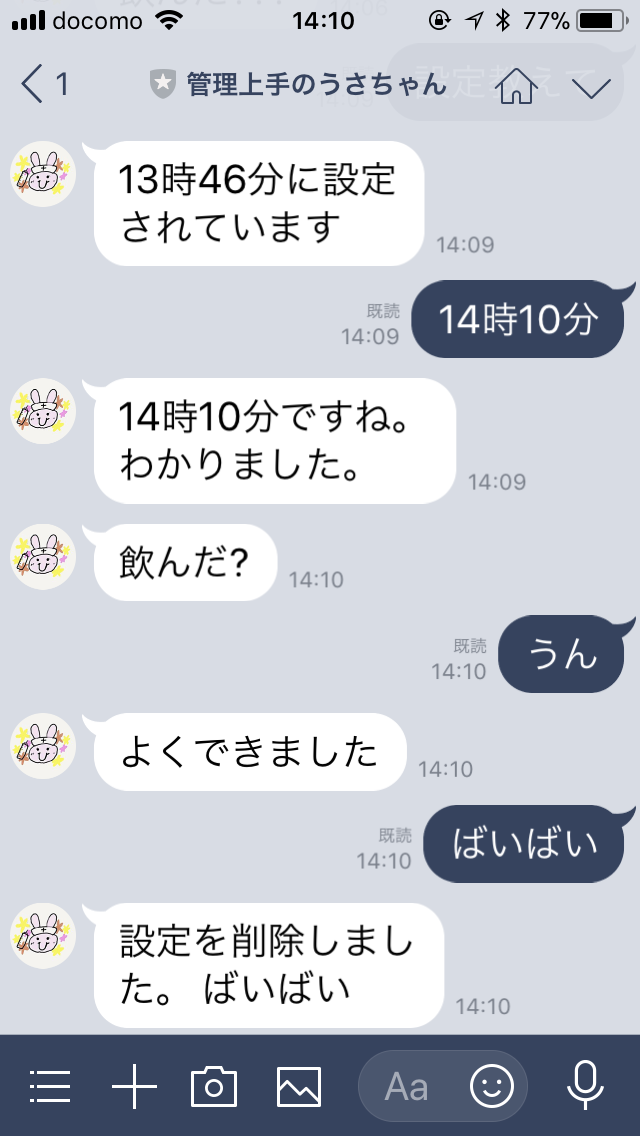 docomo 14:10 77%
1 管理上手のうさちゃん
設定教えて
13時46分に設定
されています
14:09
既読
14:09
14時10分
14時10分ですね。
わかりました。
14:09
飲んだ?
14:10
既読
14:10
うん
よくできました
14:10
既読
14:10
ばいばい
設定を削除しまし
た。 ばいばい
14:10
Aa